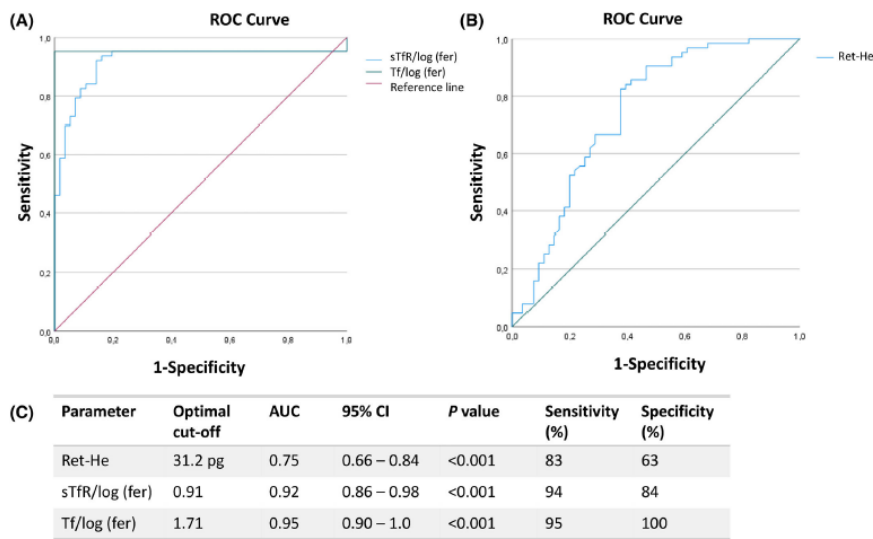 (A)
ROC Curve
1,0
0,8
0,6
0,4
0,2
0,0
0,0
0,2
0,4
0,6
0,8
1,0
Sensitivity
1-Specificity
sTfR/log (fer)
Tf/log (fer)
Reference line
(B)
ROC Curve
1,0
0,8
0,6
0,4
0,2
0,0
0,0
0,2
0,4
0,6
0,8
1,0
Sensitivity
1-Specificity
Ret-He
(C)
Parameter Optimal cut-off AUC 95% CI P value Sensitivity (%) Specificity (%)
Ret-He 31.2 pg 0.75 0.66 – 0.84 <0.001 83 63
sTfR/log (fer) 0.91 0.92 0.86 – 0.98 <0.001 94 84
Tf/log (fer) 1.71 0.95 0.90 – 1.0 <0.001 95 100